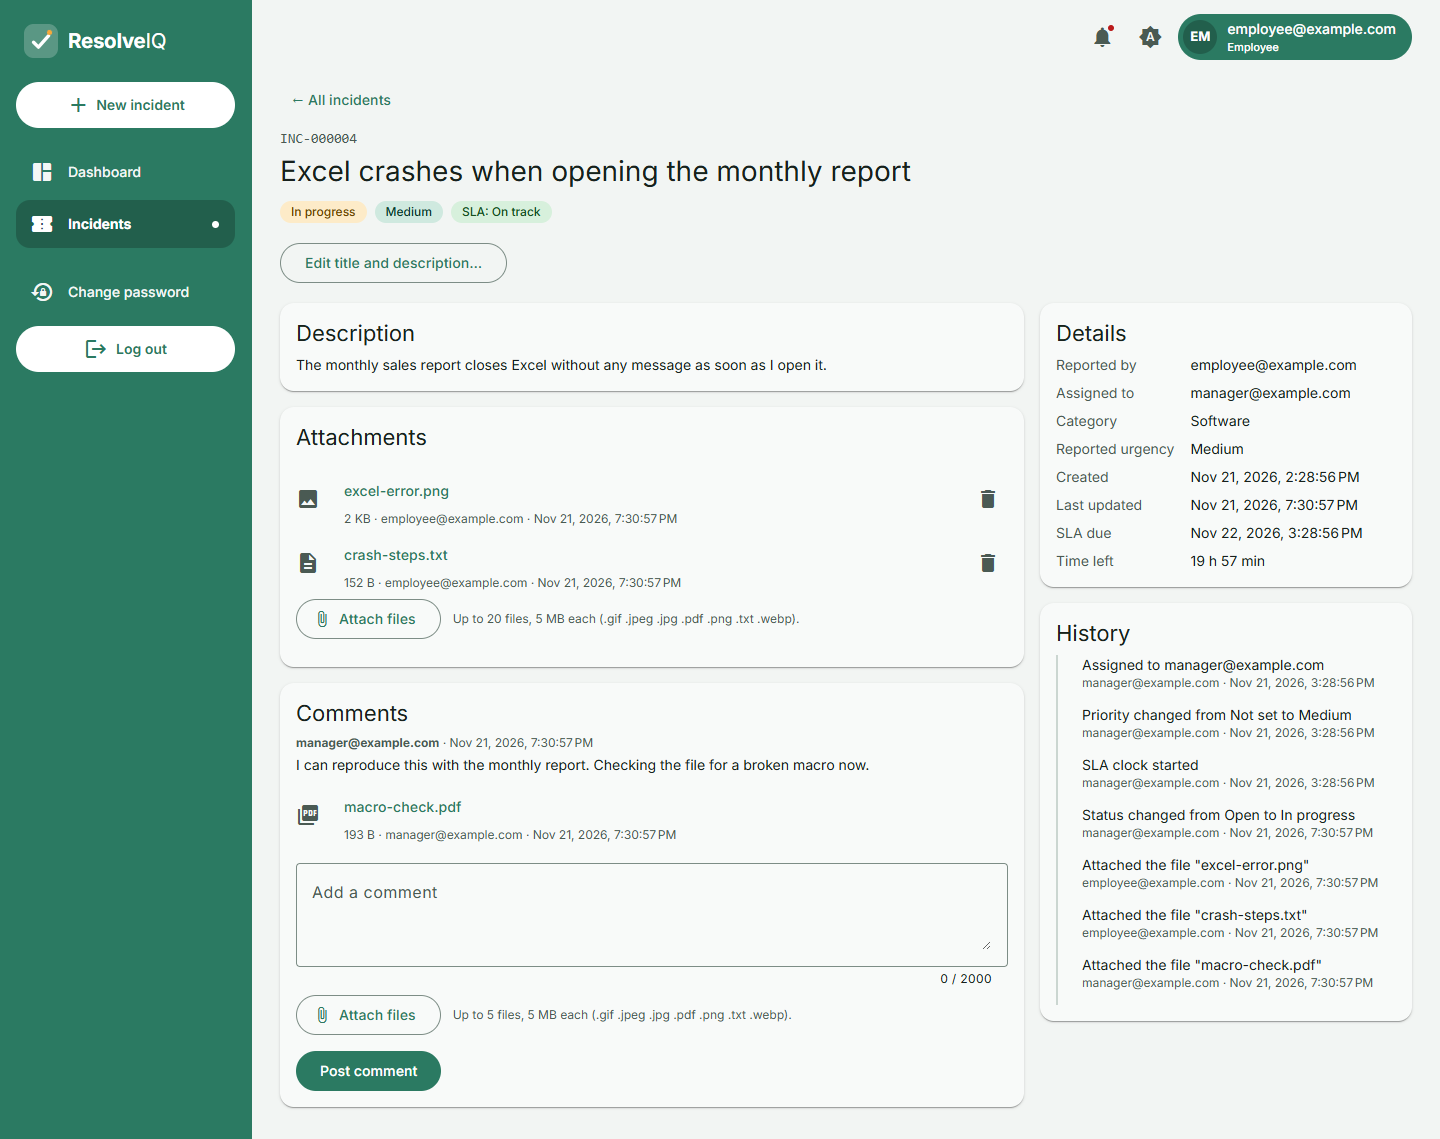 ResolveIQ
New incident
Dashboard
Incidents
Change password
Log out
A
EM
employee@example.com
Employee
← All incidents
INC-000004
Excel crashes when opening the monthly report
In progress
Medium
SLA: On track
Edit title and description...
Description
The monthly sales report closes Excel without any message as soon as I open it.
Attachments
excel-error.png
2 KB · employee@example.com · Nov 21, 2026, 7:30:57 PM
crash-steps.txt
152 B · employee@example.com · Nov 21, 2026, 7:30:57 PM
Attach files
Up to 20 files, 5 MB each (.gif .jpeg .jpg .pdf .png .txt .webp).
Comments
manager@example.com · Nov 21, 2026, 7:30:57 PM
I can reproduce this with the monthly report. Checking the file for a broken macro now.
PDF
macro-check.pdf
193 B · manager@example.com · Nov 21, 2026, 7:30:57 PM
Add a comment
0 / 2000
Attach files
Up to 5 files, 5 MB each (.gif .jpeg .jpg .pdf .png .txt .webp).
Post comment
Details
Reported by employee@example.com
Assigned to manager@example.com
Category Software
Reported urgency Medium
Created Nov 21, 2026, 2:28:56 PM
Last updated Nov 21, 2026, 7:30:57 PM
SLA due Nov 22, 2026, 3:28:56 PM
Time left 19 h 57 min
History
Assigned to manager@example.com
manager@example.com · Nov 21, 2026, 3:28:56 PM
Priority changed from Not set to Medium
manager@example.com · Nov 21, 2026, 3:28:56 PM
SLA clock started
manager@example.com · Nov 21, 2026, 3:28:56 PM
Status changed from Open to In progress
manager@example.com · Nov 21, 2026, 7:30:57 PM
Attached the file "excel-error.png"
employee@example.com · Nov 21, 2026, 7:30:57 PM
Attached the file "crash-steps.txt"
employee@example.com · Nov 21, 2026, 7:30:57 PM
Attached the file "macro-check.pdf"
manager@example.com · Nov 21, 2026, 7:30:57 PM